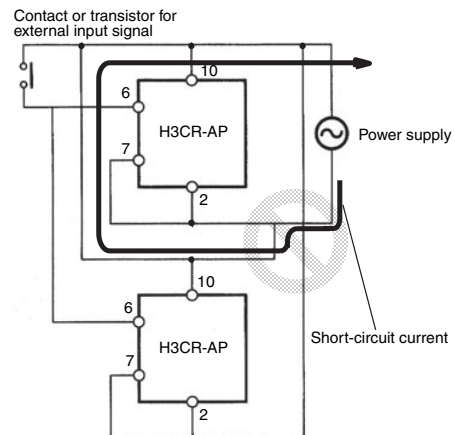 Contact or transistor for
external input signal
10
6
H3CR-AP
7
Power supply
2
10
6
Short-circuit current
H3CR-AP
7
2